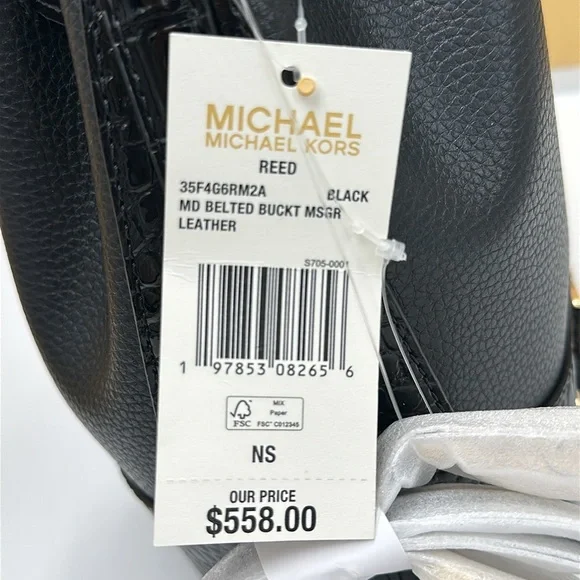 MICHAEL
MICHAEL KORS
REED
35F4G6RM2A BLACK
MD BELTED BUCKT MSGR
LEATHER
S705-0001
1 97853 08265 6
FSC
MIX
Paper
FSC® C012345
NS
OUR PRICE
$558.00